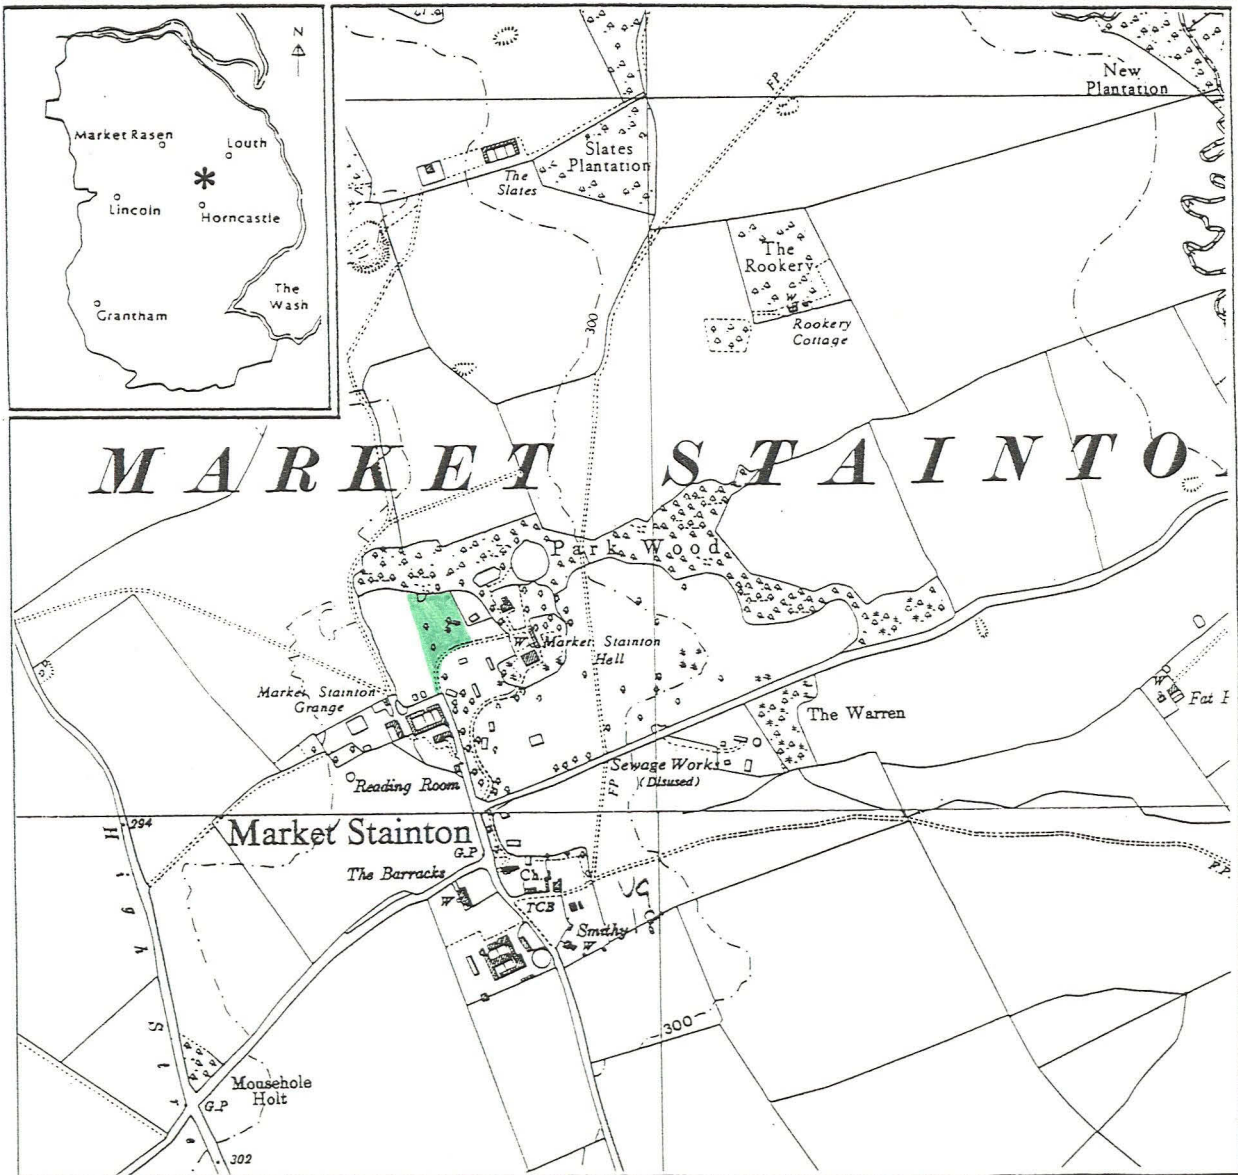 N
Market Rasen
Louth
Lincoln
Horncastle
The
Wash
Grantham
FP
New
Plantation
Slates
Plantation
The
Slates
The
Rookery
W
Rookery
Cottage
300
MARKET STAINTO
Park Wood
W
Market Stainton
Hall
Market Stainton
Grange
The Warren
W
Fat
Sewage Works
(Disused)
FP
Reading Room
294
Market Stainton
G.P
The Barracks
Ch.
W
TCB
UG
Smithy
W
F.P.
High Stre
300
Mousehole
Holt
G.P
302